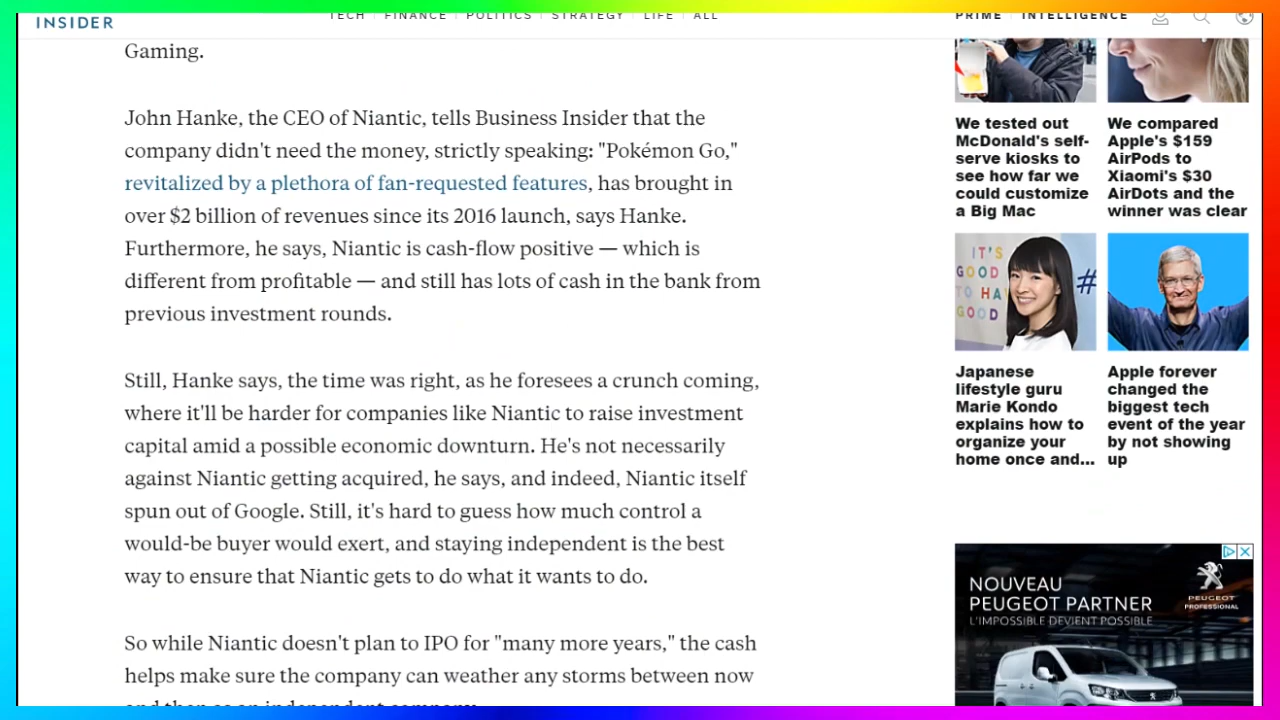 INSIDER
TECH FINANCE POLITICS STRATEGY LIFE ALL
PRIME INTELLIGENCE
Gaming.
John Hanke, the CEO of Niantic, tells Business Insider that the
company didn't need the money, strictly speaking: "Pokémon Go,"
revitalized by a plethora of fan-requested features, has brought in
over $2 billion of revenues since its 2016 launch, says Hanke.
Furthermore, he says, Niantic is cash-flow positive — which is
different from profitable — and still has lots of cash in the bank from
previous investment rounds.
Still, Hanke says, the time was right, as he foresees a crunch coming,
where it'll be harder for companies like Niantic to raise investment
capital amid a possible economic downturn. He's not necessarily
against Niantic getting acquired, he says, and indeed, Niantic itself
spun out of Google. Still, it's hard to guess how much control a
would-be buyer would exert, and staying independent is the best
way to ensure that Niantic gets to do what it wants to do.
So while Niantic doesn't plan to IPO for "many more years," the cash
helps make sure the company can weather any storms between now
and then as an independent company.
We tested out
McDonald's self-
serve kiosks to
see how far we
could customize
a Big Mac
We compared
Apple's $159
AirPods to
Xiaomi's $30
AirDots and the
winner was clear
IT'S
GOOD
TO HA
GOOD
#
Japanese
lifestyle guru
Marie Kondo
explains how to
organize your
home once and...
Apple forever
changed the
biggest tech
event of the year
by not showing
up
NOUVEAU
PEUGEOT PARTNER
L'IMPOSSIBLE DEVIENT POSSIBLE
PEUGEOT
PROFESSIONAL